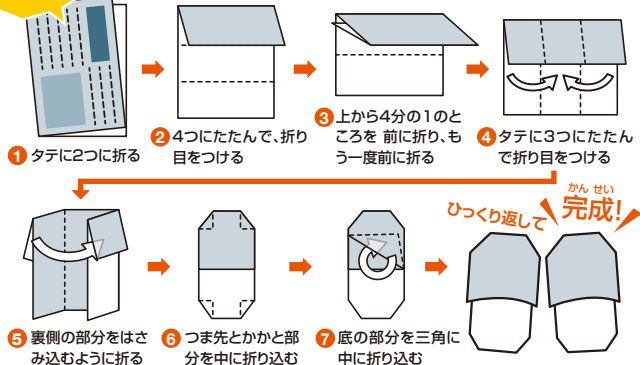 1 タテに2つに折る
2 4つにたたんで、折り
目をつける
3 上から4分の1のと
ころを 前に折り、も
う一度前に折る
4 タテに3つにたたん
で折り目をつける
5 裏側の部分をはさ
み込むように折る
6 つま先とかかと部
分を中に折り込む
7 底の部分を三角に
中に折り込む
ひっくり返して
かん せい
完成!